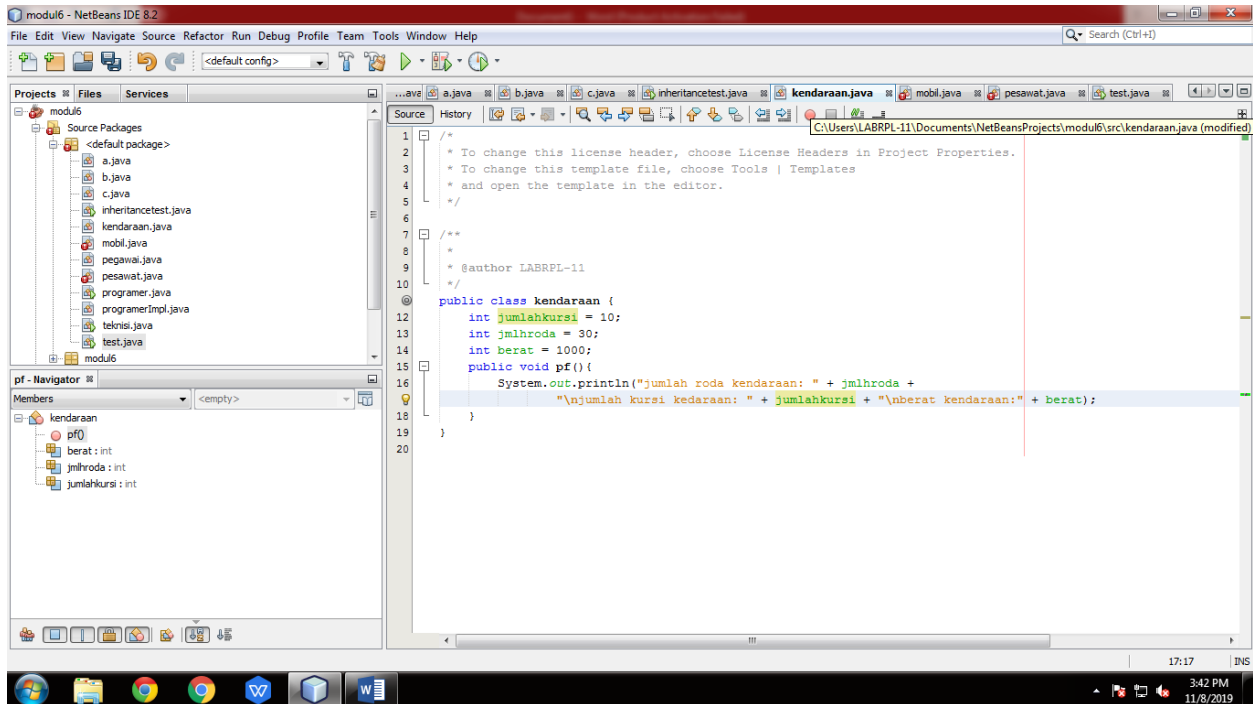 modul6 - NetBeans IDE 8.2
File Edit View Navigate Source Refactor Run Debug Profile Team Tools Window Help
Search (Ctrl+I)
<default config>
Projects Files Services
modul6
Source Packages
<default package>
a.java
b.java
c.java
inheritancetest.java
kendaraan.java
mobil.java
pegawai.java
pesawat.java
programer.java
programerImpl.java
teknisi.java
test.java
modul6
pf - Navigator
Members <empty>
kendaraan
pf()
berat : int
jmlhroda : int
jumlahkursi : int
...ava a.java b.java c.java inheritancetest.java kendaraan.java mobil.java pesawat.java test.java
Source History
C:\Users\LABRPL-11\Documents\NetBeansProjects\modul6\src\kendaraan.java (modified)
1 /*
2 * To change this license header, choose License Headers in Project Properties.
3 * To change this template file, choose Tools | Templates
4 * and open the template in the editor.
5 */
6
7 /**
8 *
9 * @author LABRPL-11
10 */
public class kendaraan {
12 int jumlahkursi = 10;
13 int jmlhroda = 30;
14 int berat = 1000;
15 public void pf(){
16 System.out.println("jumlah roda kendaraan: " + jmlhroda +
"\njumlah kursi kedaraan: " + jumlahkursi + "\nberat kendaraan:" + berat);
18 }
19 }
20
17:17 INS
3:42 PM
11/8/2019